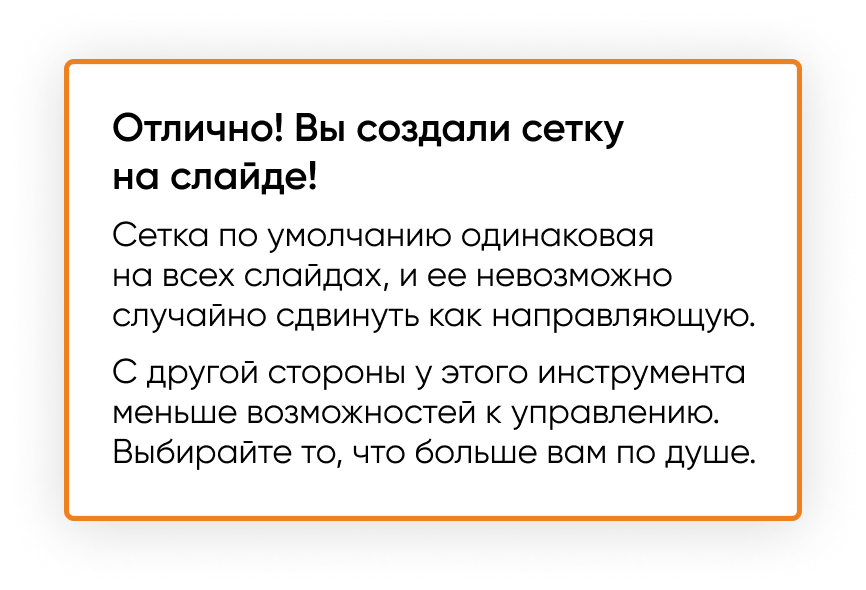 Отлично! Вы создали сетку
на слайде!
Сетка по умолчанию одинаковая
на всех слайдах, и ее невозможно
случайно сдвинуть как направляющую.
С другой стороны у этого инструмента
меньше возможностей к управлению.
Выбирайте то, что больше вам по душе.